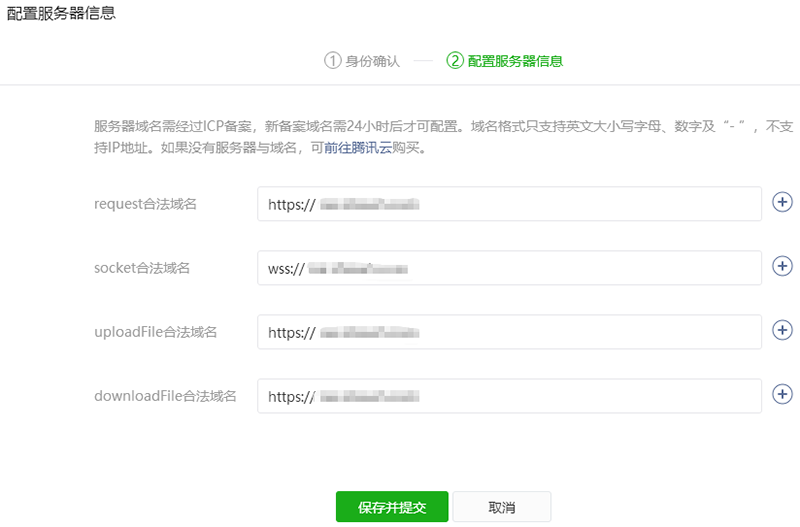 配置服务器信息
① 身份确认 ② 配置服务器信息
服务器域名需经过ICP备案，新备案域名需24小时后才可配置。域名格式只支持英文大小写字母、数字及“- ”，不支
持IP地址。如果没有服务器与域名，可前往腾讯云购买。
request合法域名 https://
socket合法域名 wss://
uploadFile合法域名 https://
downloadFile合法域名 https://
保存并提交 取消